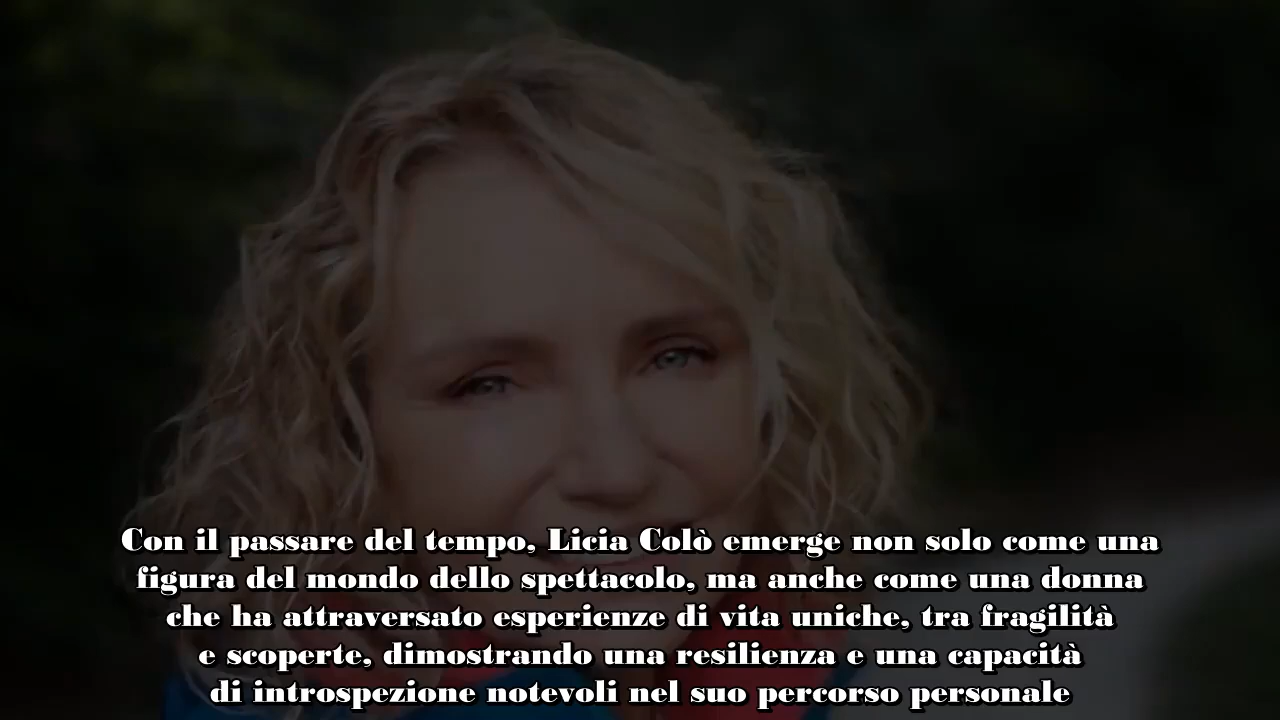 Con il passare del tempo, Licia Colò emerge non solo come una
figura del mondo dello spettacolo, ma anche come una donna
che ha attraversato esperienze di vita uniche, tra fragilità
e scoperte, dimostrando una resilienza e una capacità
di introspezione notevoli nel suo percorso personale